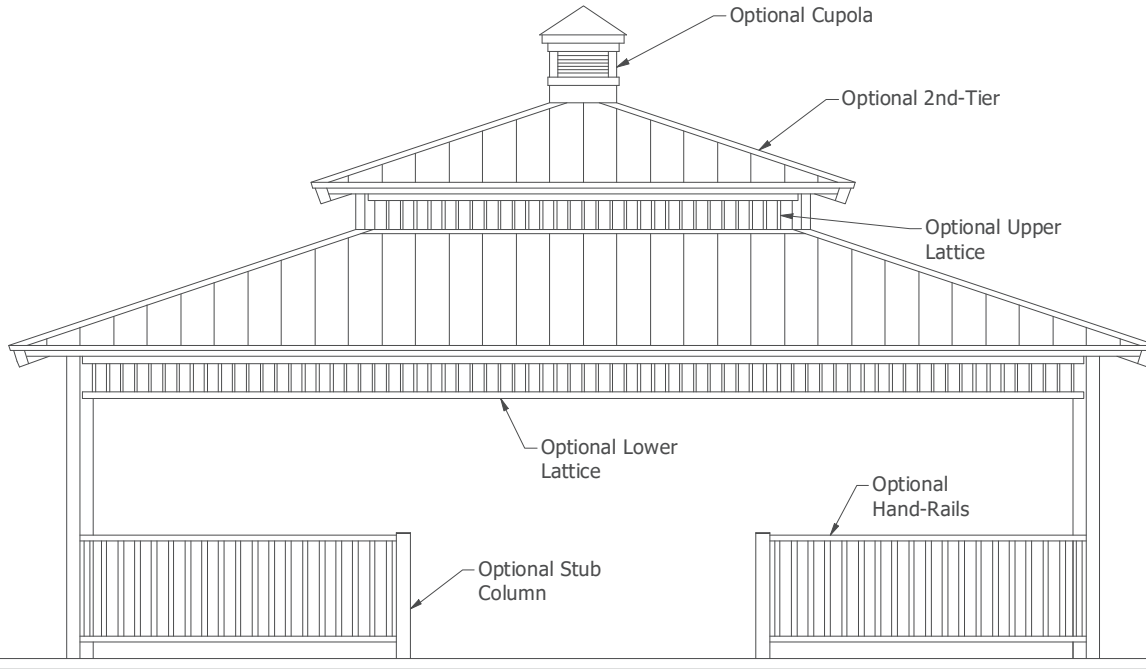 Optional Cupola
Optional 2nd-Tier
Optional Upper
Lattice
Optional Lower
Lattice
Optional
Hand-Rails
Optional Stub
Column